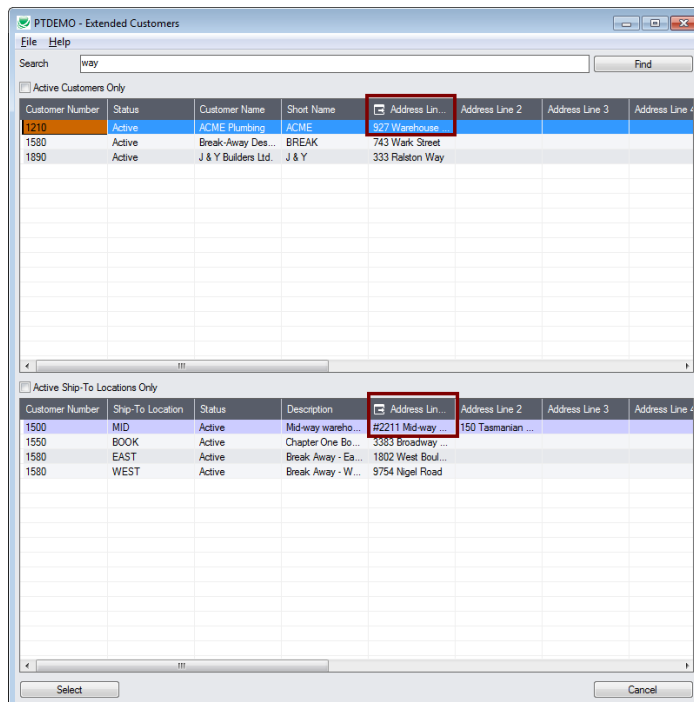 PTDEMO - Extended Customers
File Help
Search way Find
Active Customers Only
Customer Number Status Customer Name Short Name Address Lin... Address Line 2 Address Line 3 Address Line 4
1210 Active ACME Plumbing ACME 927 Warehouse ...
1580 Active Break-Away Des... BREAK 743 Wark Street
1890 Active J & Y Builders Ltd. J & Y 333 Ralston Way
Active Ship-To Locations Only
Customer Number Ship-To Location Status Description Address Lin... Address Line 2 Address Line 3 Address Line 4
1500 MID Active Mid-way wareho... #2211 Mid-way ... 150 Tasmanian ...
1550 BOOK Active Chapter One Bo... 3383 Broadway ...
1580 EAST Active Break Away - Ea... 1802 West Boul...
1580 WEST Active Break Away - W... 9754 Nigel Road
Select Cancel